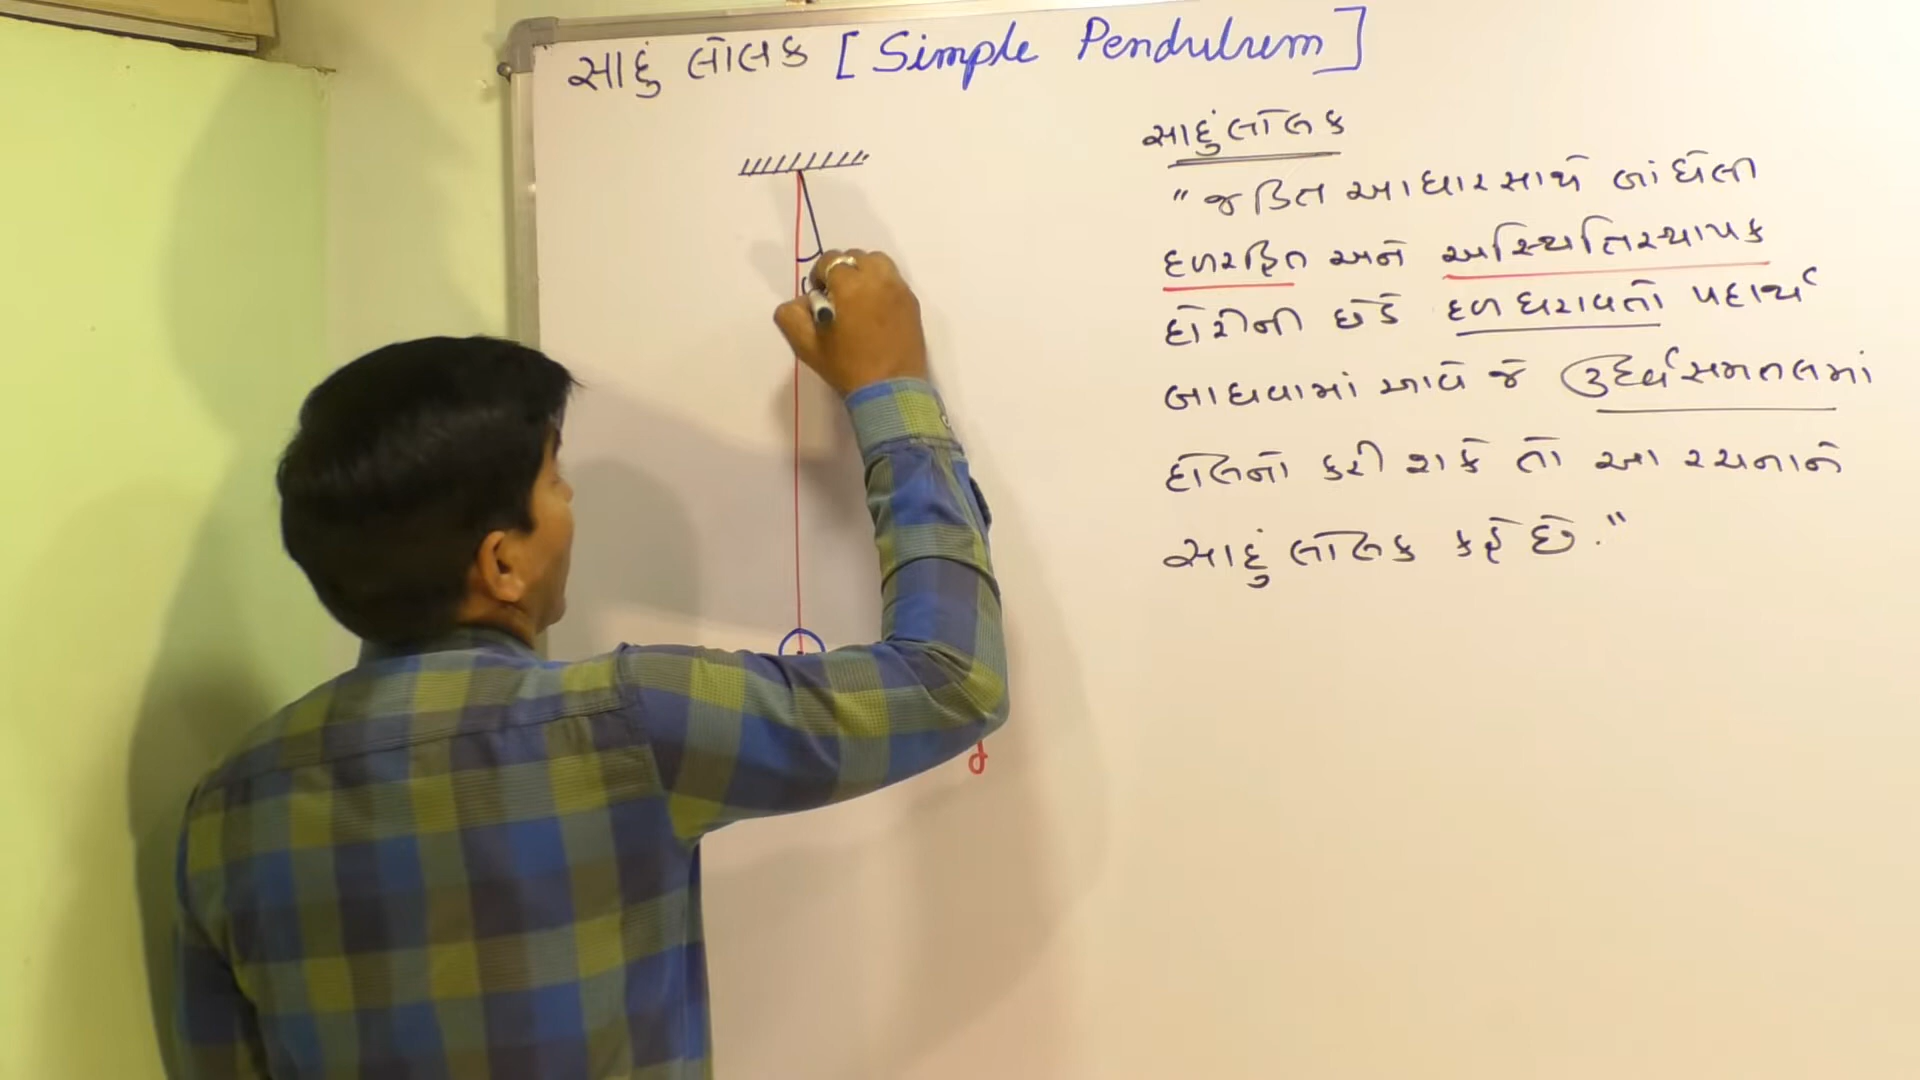 સાદું લોલક [Simple Pendulum]
સાદુંલોલક
"જડિત આધાર સાથે બાંધેલી
દળરહિત અને અસ્થિતિસ્થાપક
દોરીની છેડે દળ ધરાવતો પદાર્થ
બાધવામાં આવે જે ઉર્ધ્વસમતલમાં
દોલિનો કરી શકે તો આ રચનાને
સાદું લોલક કહે છે."
g